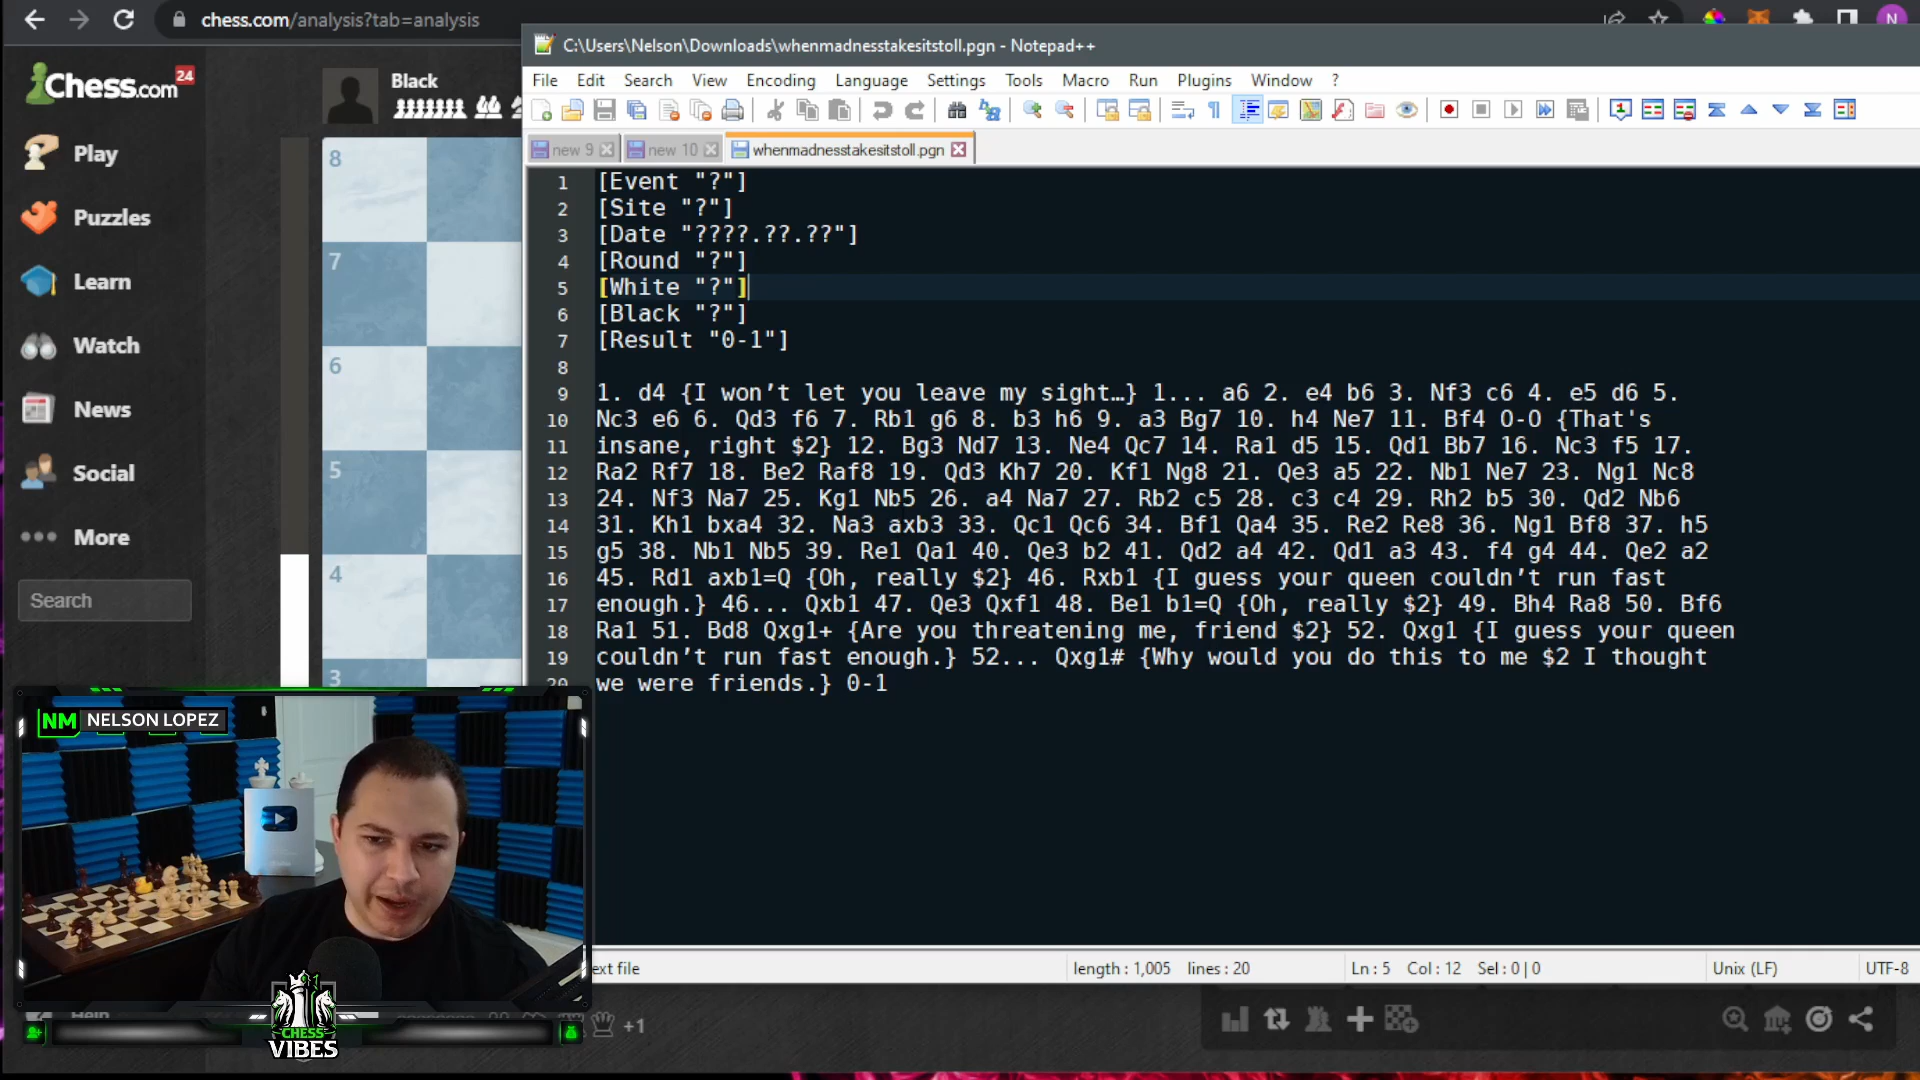 chess.com/analysis?tab=analysis
N
C:\Users\Nelson\Downloads\whenmadnesstakesitstoll.pgn - Notepad++
File Edit Search View Encoding Language Settings Tools Macro Run Plugins Window ?
new 9 new 10 whenmadnesstakesitstoll.pgn
Chess.com 24
Play
Puzzles
Learn
Watch
News
Social
More
Search
Help
Black
8
7
6
5
4
3
1 [Event "?"]
2 [Site "?"]
3 [Date "????.??.??"]
4 [Round "?"]
5 [White "?"]
6 [Black "?"]
7 [Result "0-1"]
8
9 1. d4 {I won’t let you leave my sight…} 1... a6 2. e4 b6 3. Nf3 c6 4. e5 d6 5.
10 Nc3 e6 6. Qd3 f6 7. Rb1 g6 8. b3 h6 9. a3 Bg7 10. h4 Ne7 11. Bf4 O-O {That's
11 insane, right $2} 12. Bg3 Nd7 13. Ne4 Qc7 14. Ra1 d5 15. Qd1 Bb7 16. Nc3 f5 17.
12 Ra2 Rf7 18. Be2 Raf8 19. Qd3 Kh7 20. Kf1 Ng8 21. Qe3 a5 22. Nb1 Ne7 23. Ng1 Nc8
13 24. Nf3 Na7 25. Kg1 Nb5 26. a4 Na7 27. Rb2 c5 28. c3 c4 29. Rh2 b5 30. Qd2 Nb6
14 31. Kh1 bxa4 32. Na3 axb3 33. Qc1 Qc6 34. Bf1 Qa4 35. Re2 Re8 36. Ng1 Bf8 37. h5
15 g5 38. Nb1 Nb5 39. Re1 Qa1 40. Qe3 b2 41. Qd2 a4 42. Qd1 a3 43. f4 g4 44. Qe2 a2
16 45. Rd1 axb1=Q {Oh, really $2} 46. Rxb1 {I guess your queen couldn’t run fast
17 enough.} 46... Qxb1 47. Qe3 Qxf1 48. Be1 b1=Q {Oh, really $2} 49. Bh4 Ra8 50. Bf6
18 Ra1 51. Bd8 Qxg1+ {Are you threatening me, friend $2} 52. Qxg1 {I guess your queen
19 couldn’t run fast enough.} 52... Qxg1# {Why would you do this to me $2 I thought
20 we were friends.} 0-1
NM NELSON LOPEZ
CHESS
VIBES
+1
ext file length : 1,005 lines : 20 Ln : 5 Col : 12 Sel : 0 | 0 Unix (LF) UTF-8